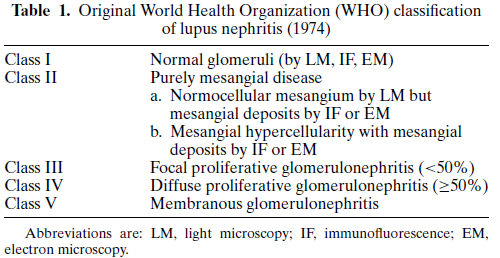 Table 1. Original World Health Organization (WHO) classification
of lupus nephritis (1974)
Class I Normal glomeruli (by LM, IF, EM)
Class II Purely mesangial disease
a. Normocellular mesangium by LM but
mesangial deposits by IF or EM
b. Mesangial hypercellularity with mesangial
deposits by IF or EM
Class III Focal proliferative glomerulonephritis (<50%)
Class IV Diffuse proliferative glomerulonephritis (≥50%)
Class V Membranous glomerulonephritis
Abbreviations are: LM, light microscopy; IF, immunofluorescence; EM,
electron microscopy.